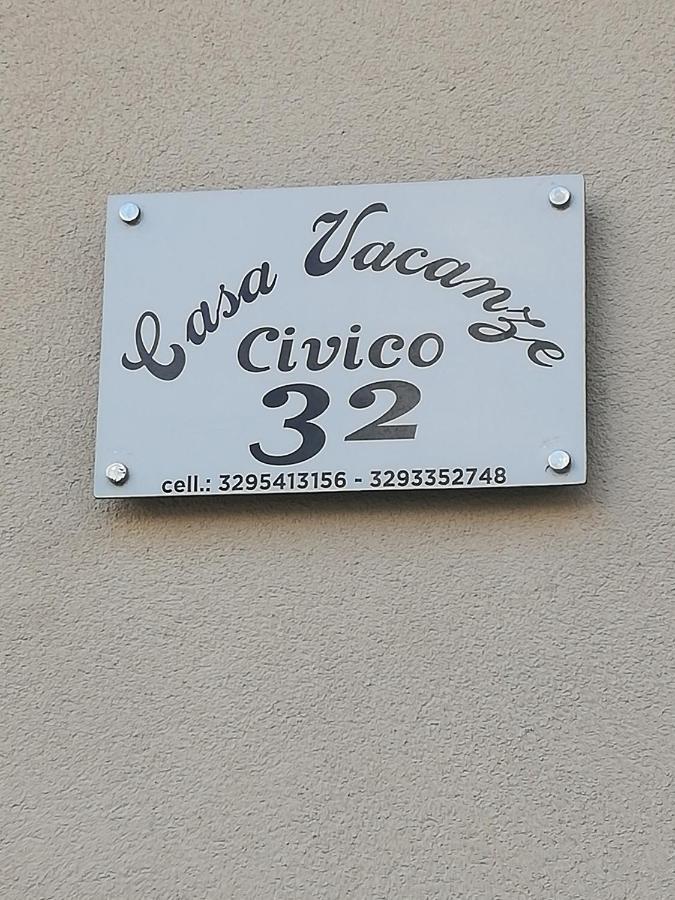 Casa Vacanze
Civico
32
cell.: 3295413156 - 3293352748